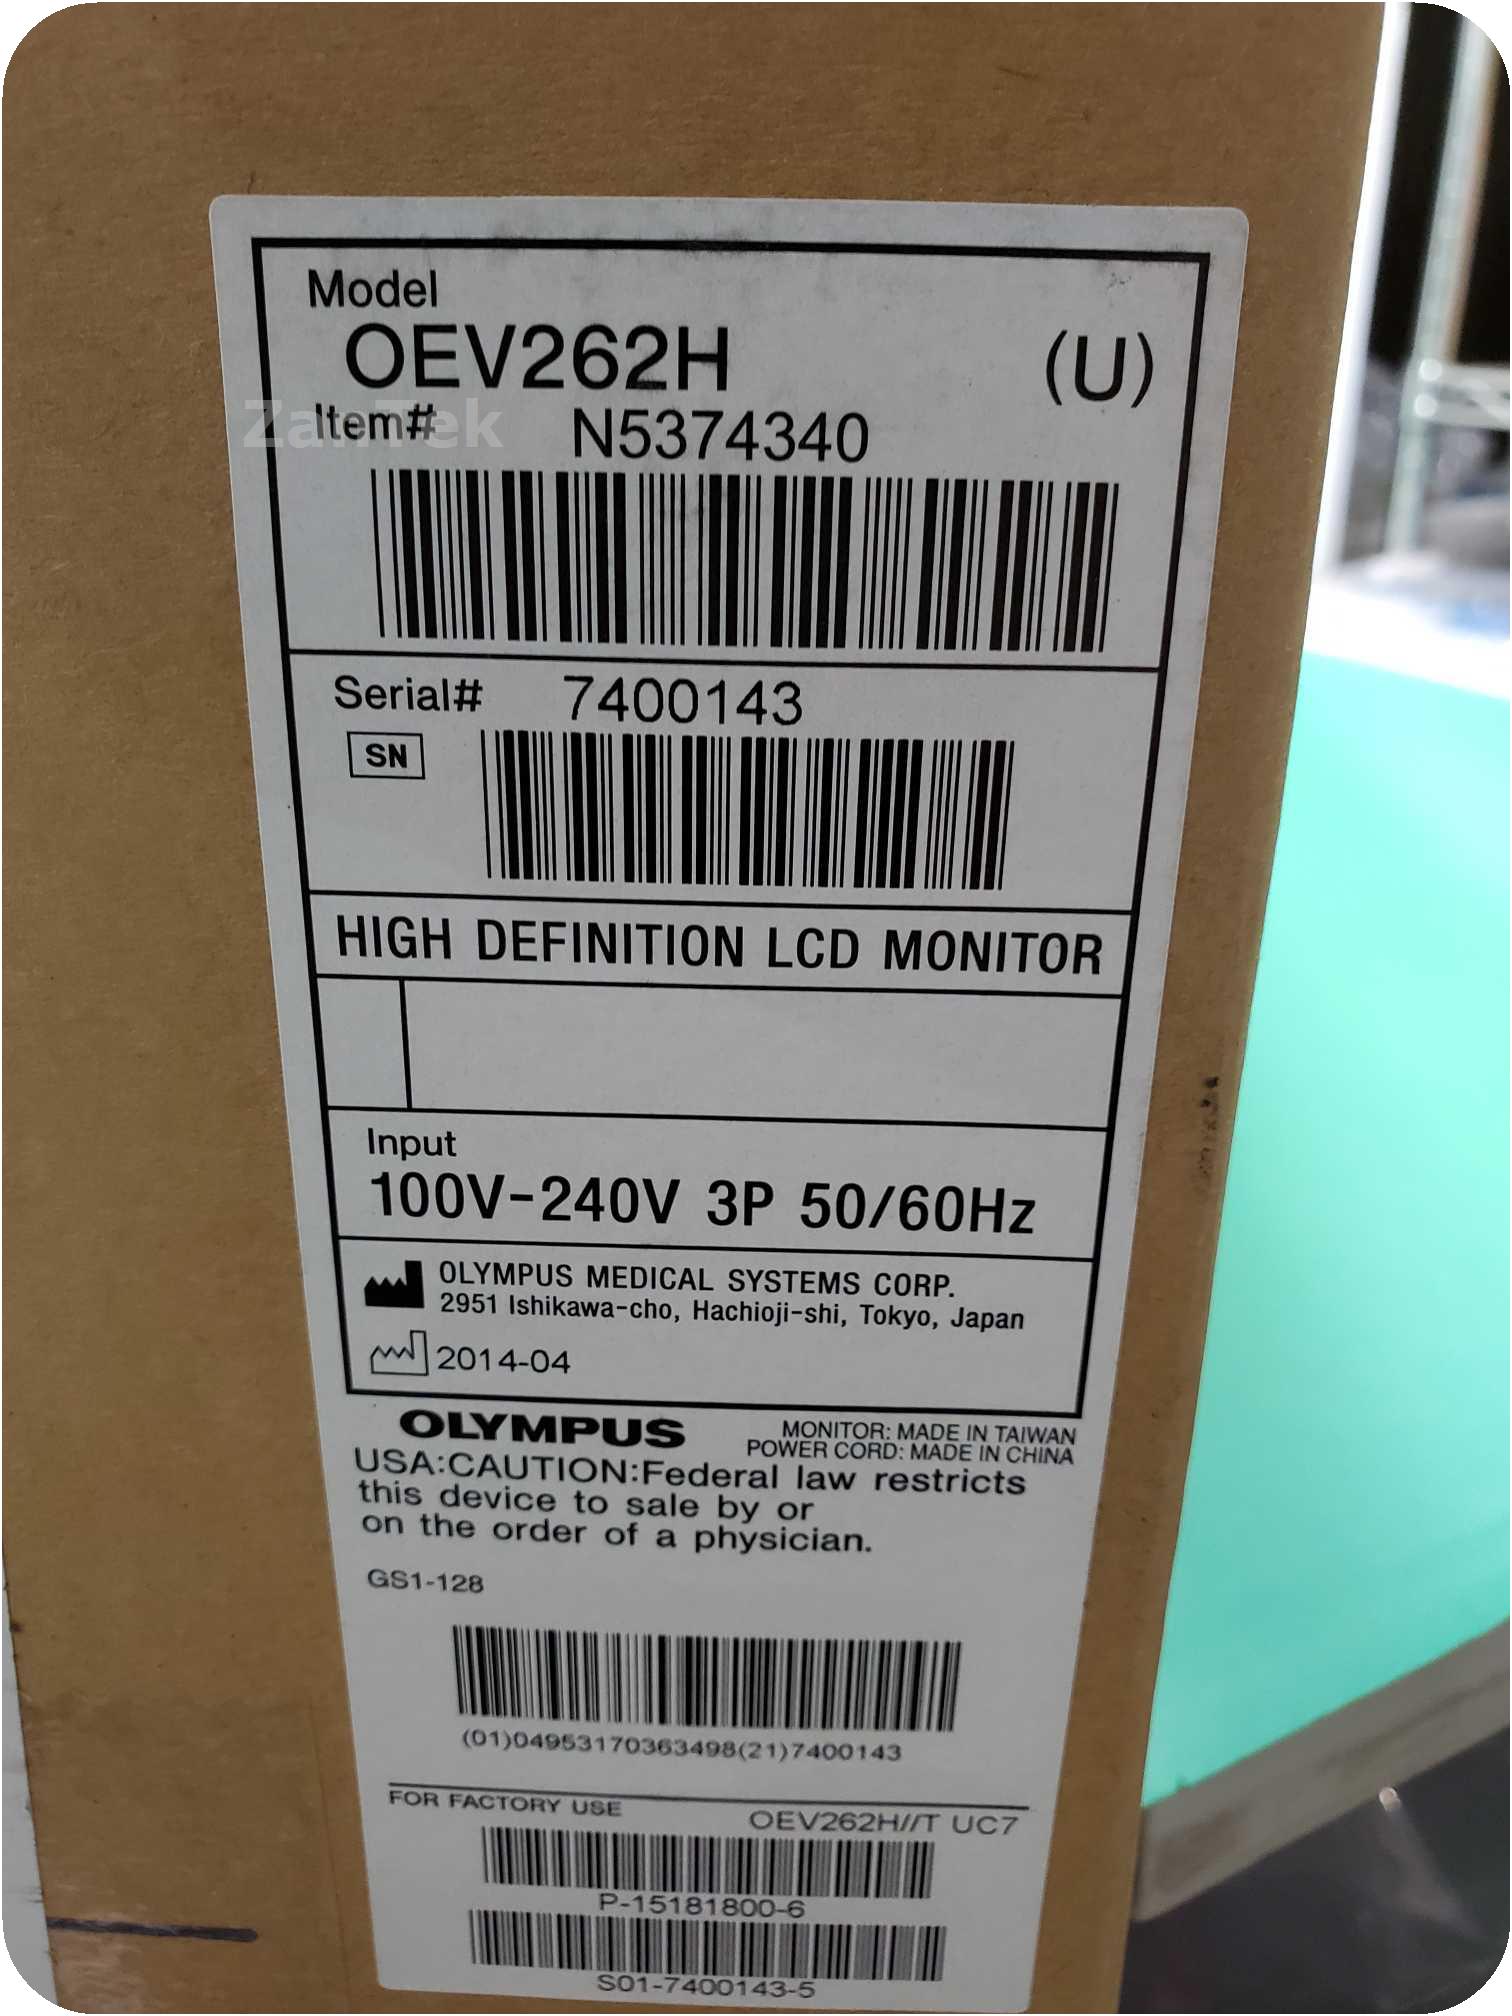 Model
OEV262H (U)
Item# N5374340
ZamTek
Serial# 7400143
SN
HIGH DEFINITION LCD MONITOR
Input
100V-240V 3P 50/60Hz
OLYMPUS MEDICAL SYSTEMS CORP.
2951 Ishikawa-cho, Hachioji-shi, Tokyo, Japan
2014-04
OLYMPUS
MONITOR: MADE IN TAIWAN
POWER CORD: MADE IN CHINA
USA:CAUTION:Federal law restricts
this device to sale by or
on the order of a physician.
GS1-128
(01)04953170363498(21)7400143
FOR FACTORY USE
OEV262H//T UC7
P-15181800-6
S01-7400143-5